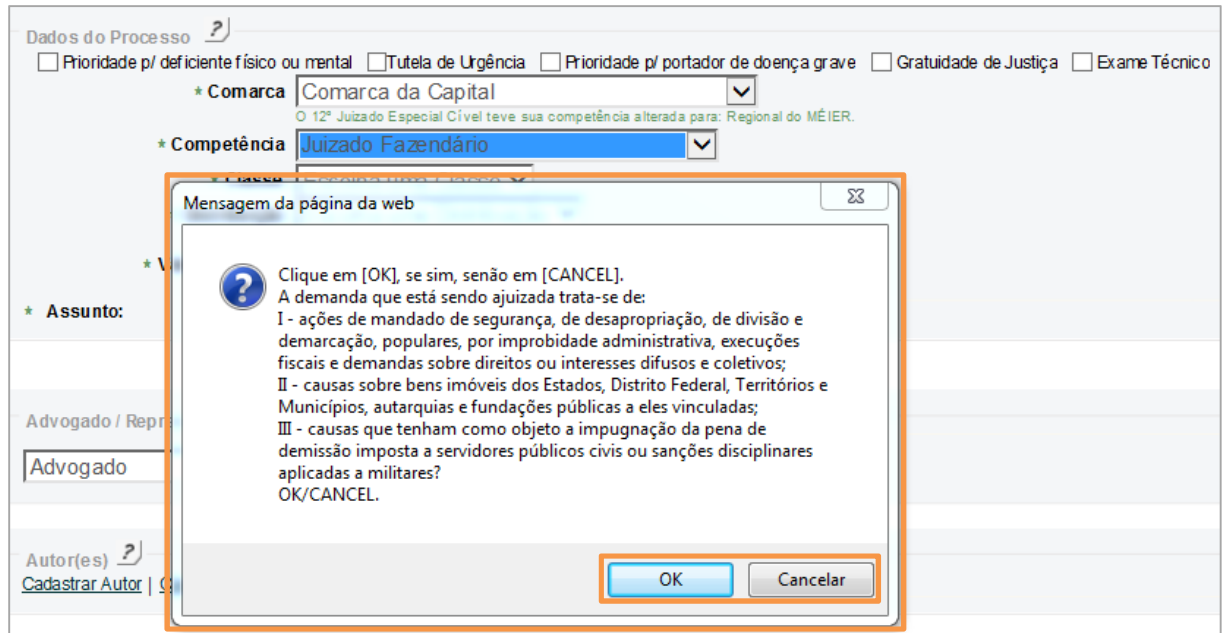 Dados do Processo ?
Prioridade p/ deficiente físico ou mental Tutela de Urgência Prioridade p/ portador de doença grave Gratuidade de Justiça Exame Técnico
* Comarca Comarca da Capital
O 12º Juizado Especial Cível teve sua competência alterada para: Regional do MÉIER.
* Competência Juizado Fazendário
* Classe Escolha uma Classe
Mensagem da página da web
Clique em [OK], se sim, senão em [CANCEL].
A demanda que está sendo ajuizada trata-se de:
I - ações de mandado de segurança, de desapropriação, de divisão e
demarcação, populares, por improbidade administrativa, execuções
fiscais e demandas sobre direitos ou interesses difusos e coletivos;
II - causas sobre bens imóveis dos Estados, Distrito Federal, Territórios e
Municípios, autarquias e fundações públicas a eles vinculadas;
III - causas que tenham como objeto a impugnação da pena de
demissão imposta a servidores públicos civis ou sanções disciplinares
aplicadas a militares?
OK/CANCEL.
OK Cancelar
* Assunto:
Advogado / Repr
Advogado
Autor(es) ?
Cadastrar Autor |